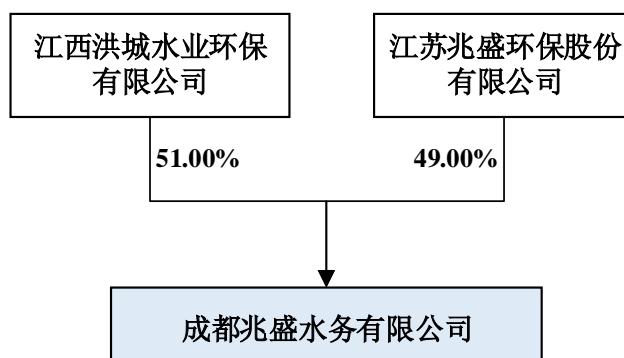 江西洪城水业环保
有限公司
江苏兆盛环保股份
有限公司
51.00%
49.00%
成都兆盛水务有限公司